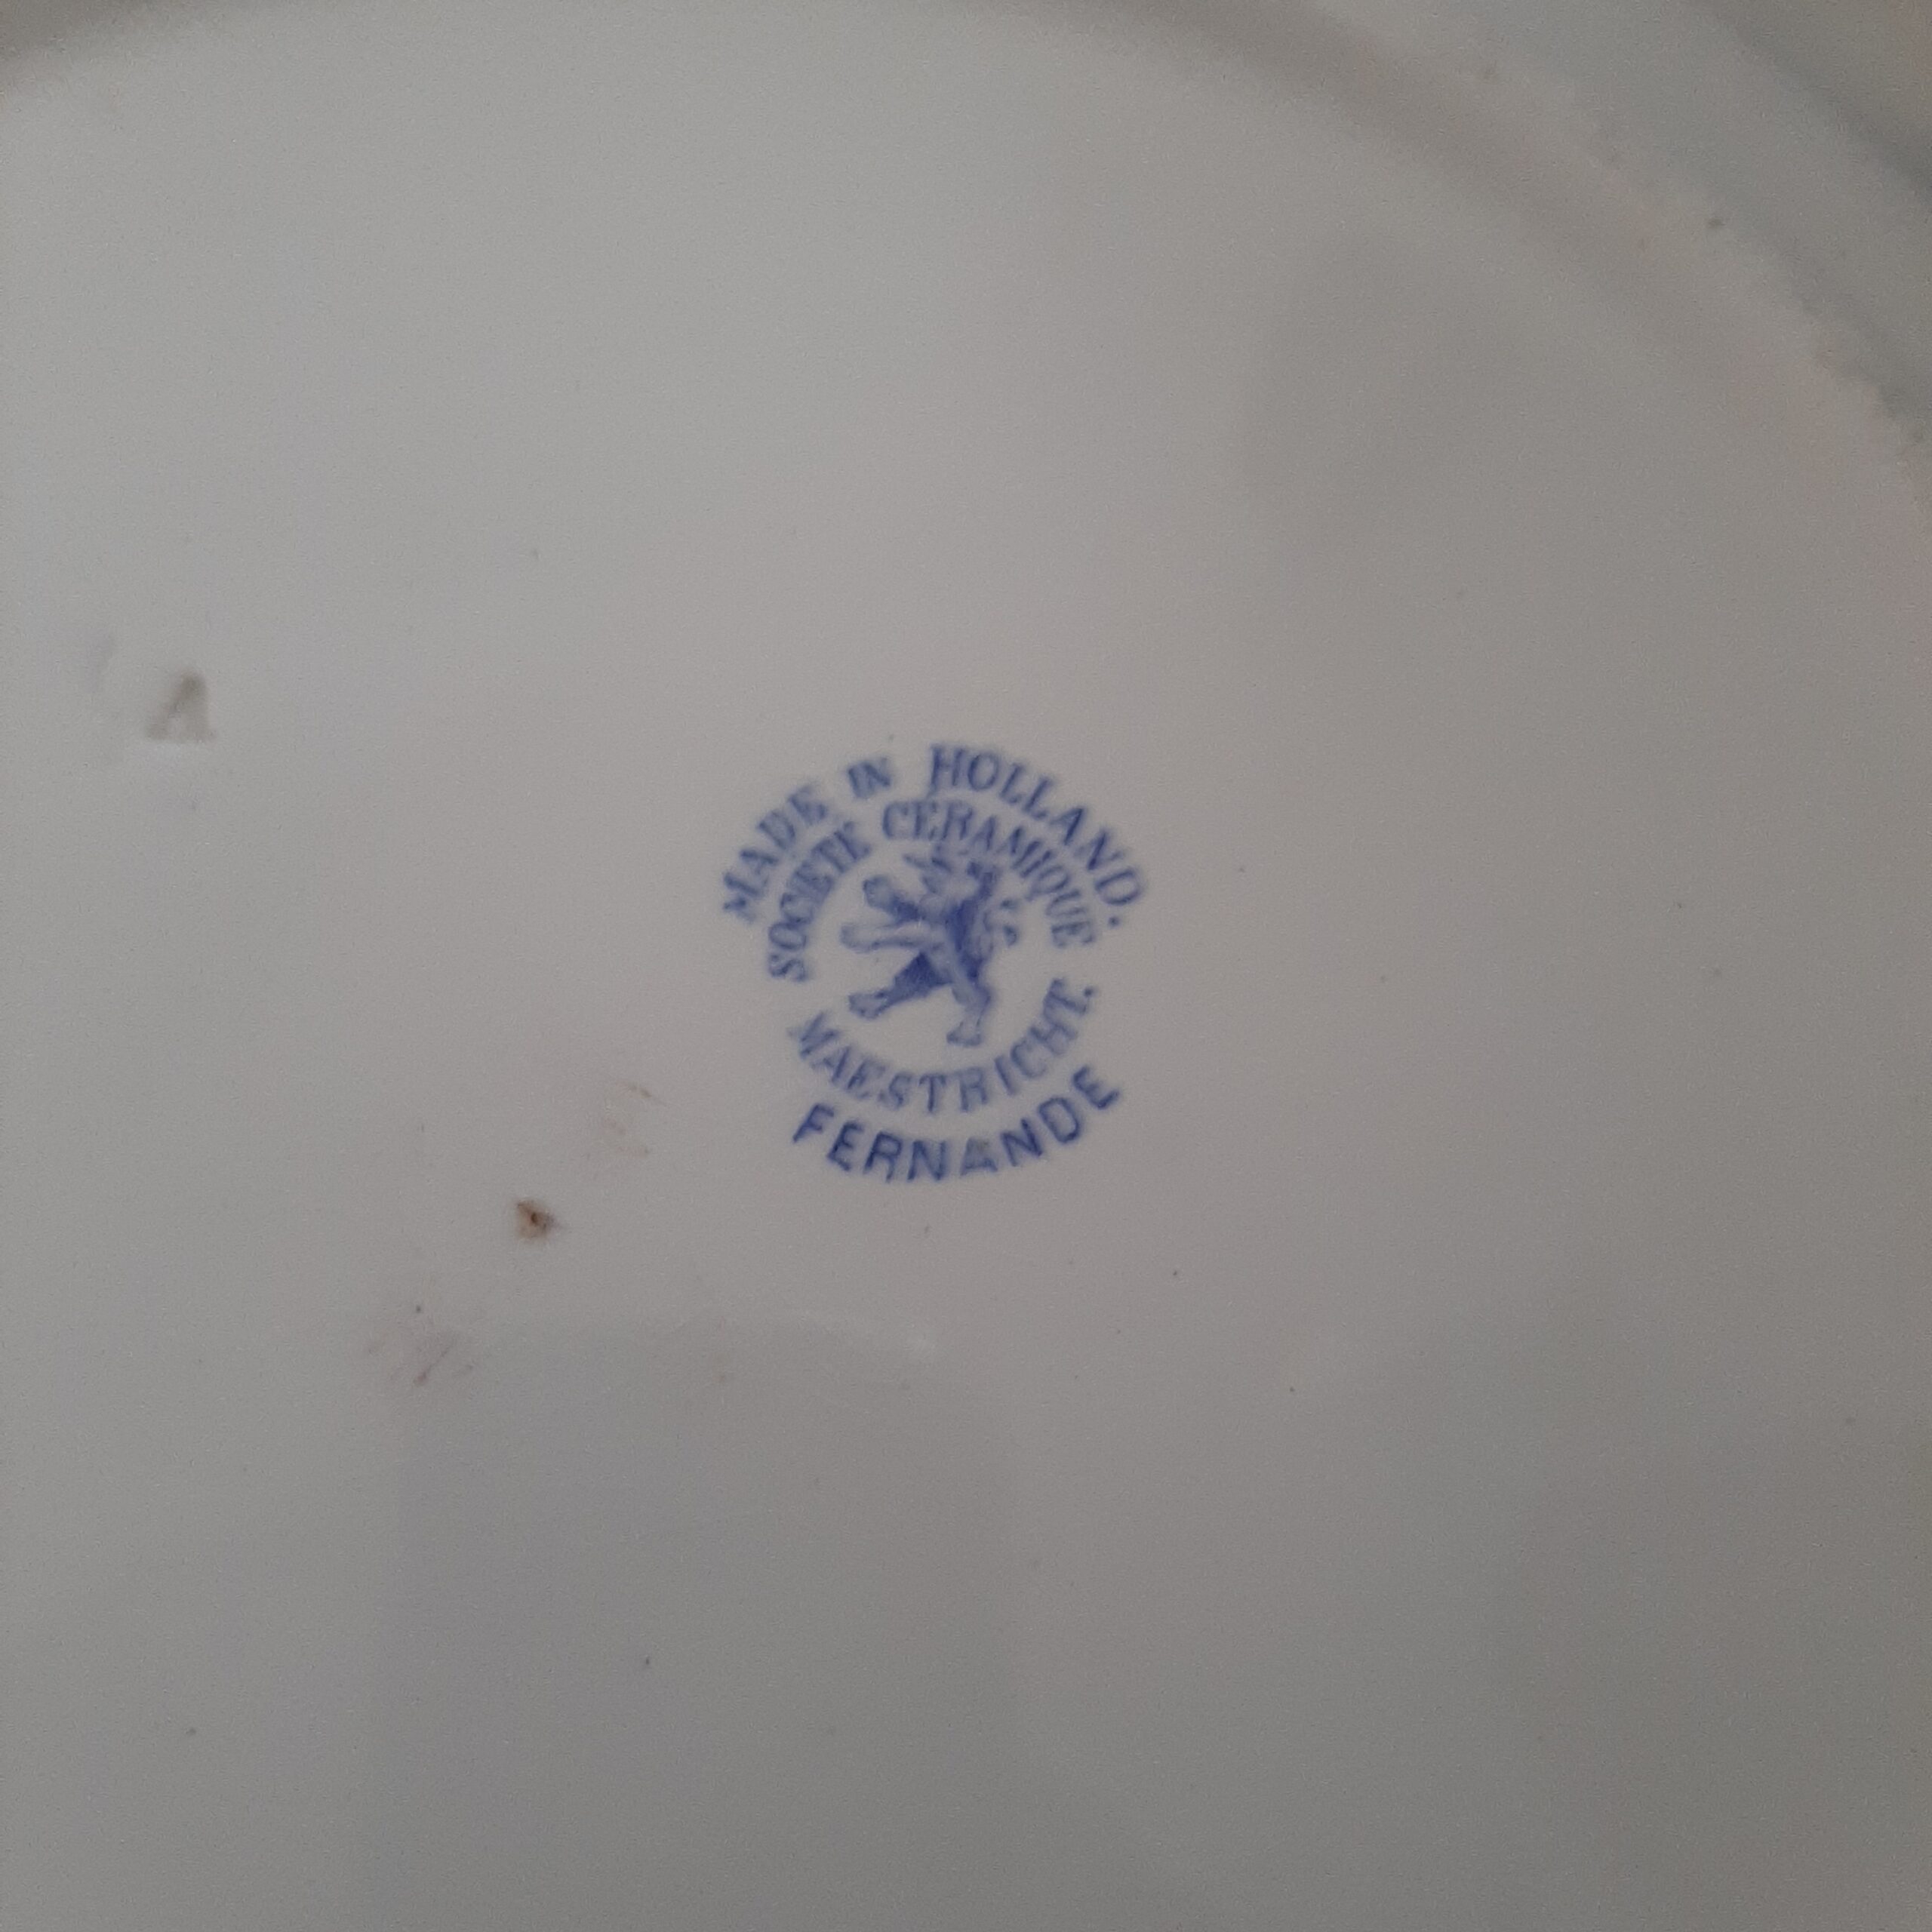 MADE IN HOLLAND.
SOCIETE CERAMIQUE
MAESTRICHT.
FERNANDE
A